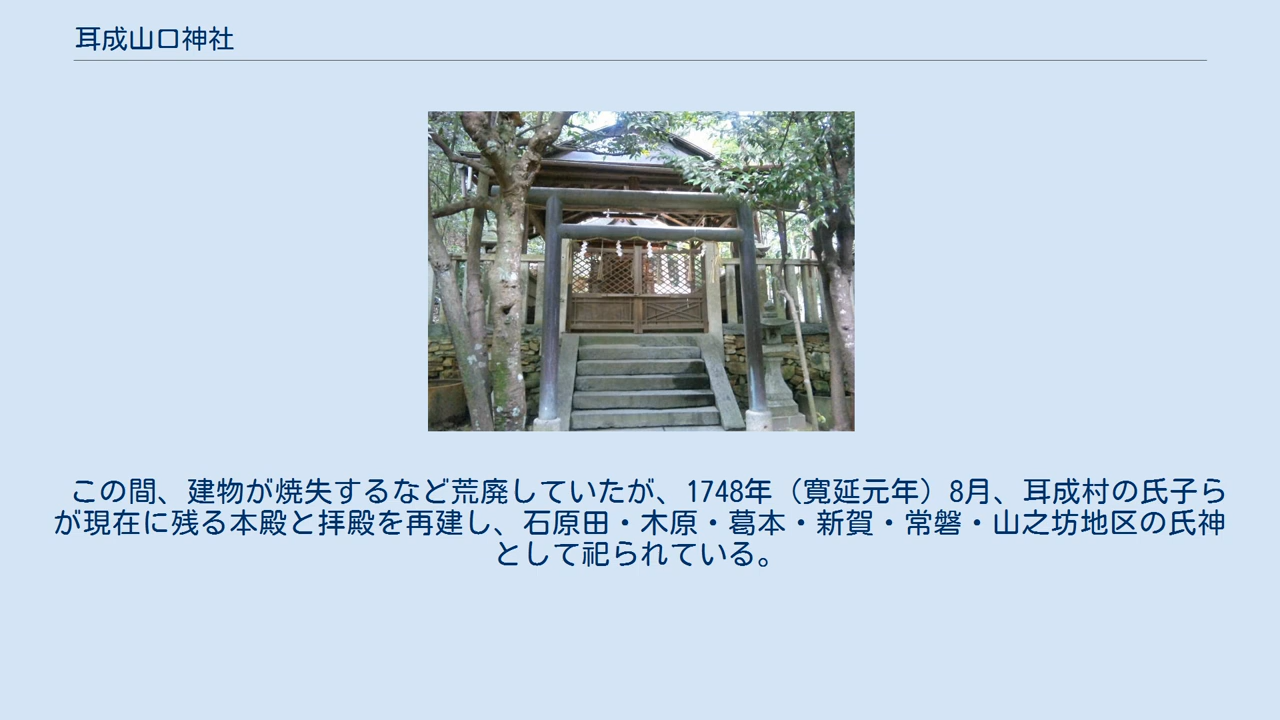 耳成山口神社
この間、建物が焼失するなど荒廃していたが、1748年（寛延元年）8月、耳成村の氏子ら
が現在に残る本殿と拝殿を再建し、石原田・木原・葛本・新賀・常磐・山之坊地区の氏神
として祀られている。